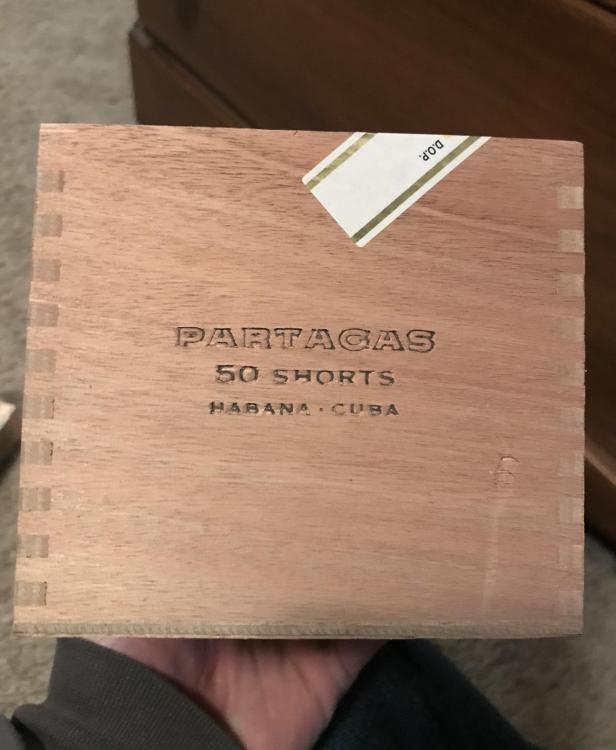 D.O.P.
PARTAGAS
50 SHORTS
HABANA · CUBA